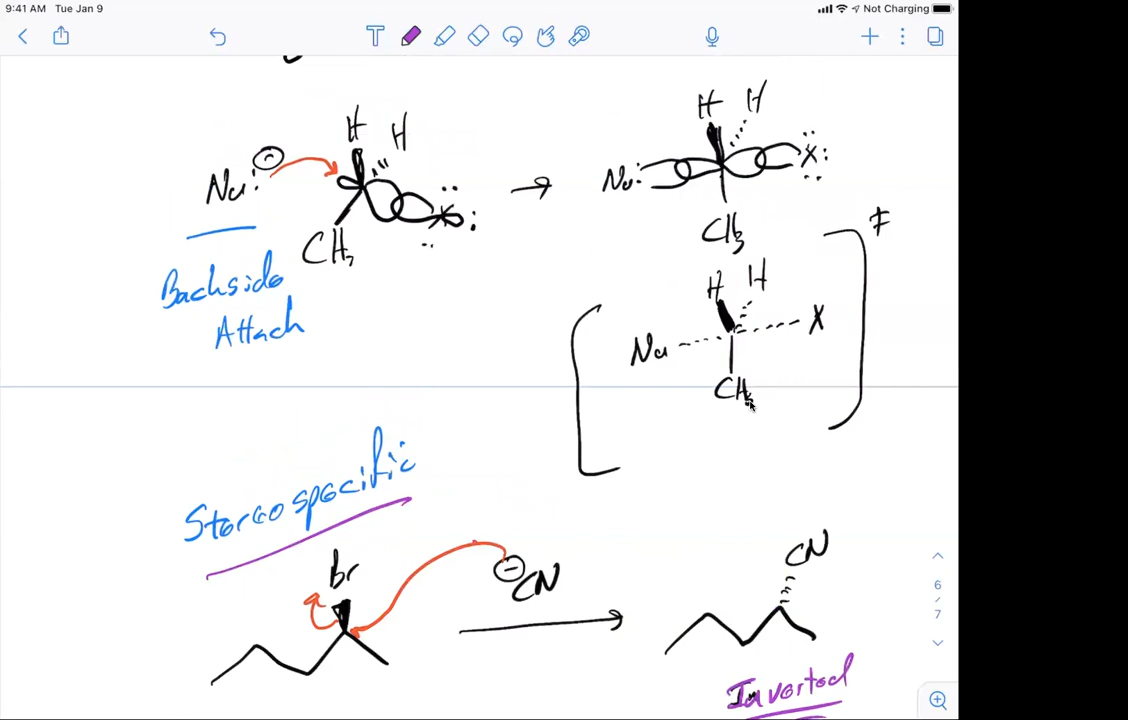 9:41 AM Tue Jan 9
Not Charging
H H
Nu: ⊖
X
CH3
Backside
Attach
H H
Nu: X
CH3
H H
Nu X
CH3
‡
Stereospecific
Br
⊖CN
CN
Inverted
6
/
7